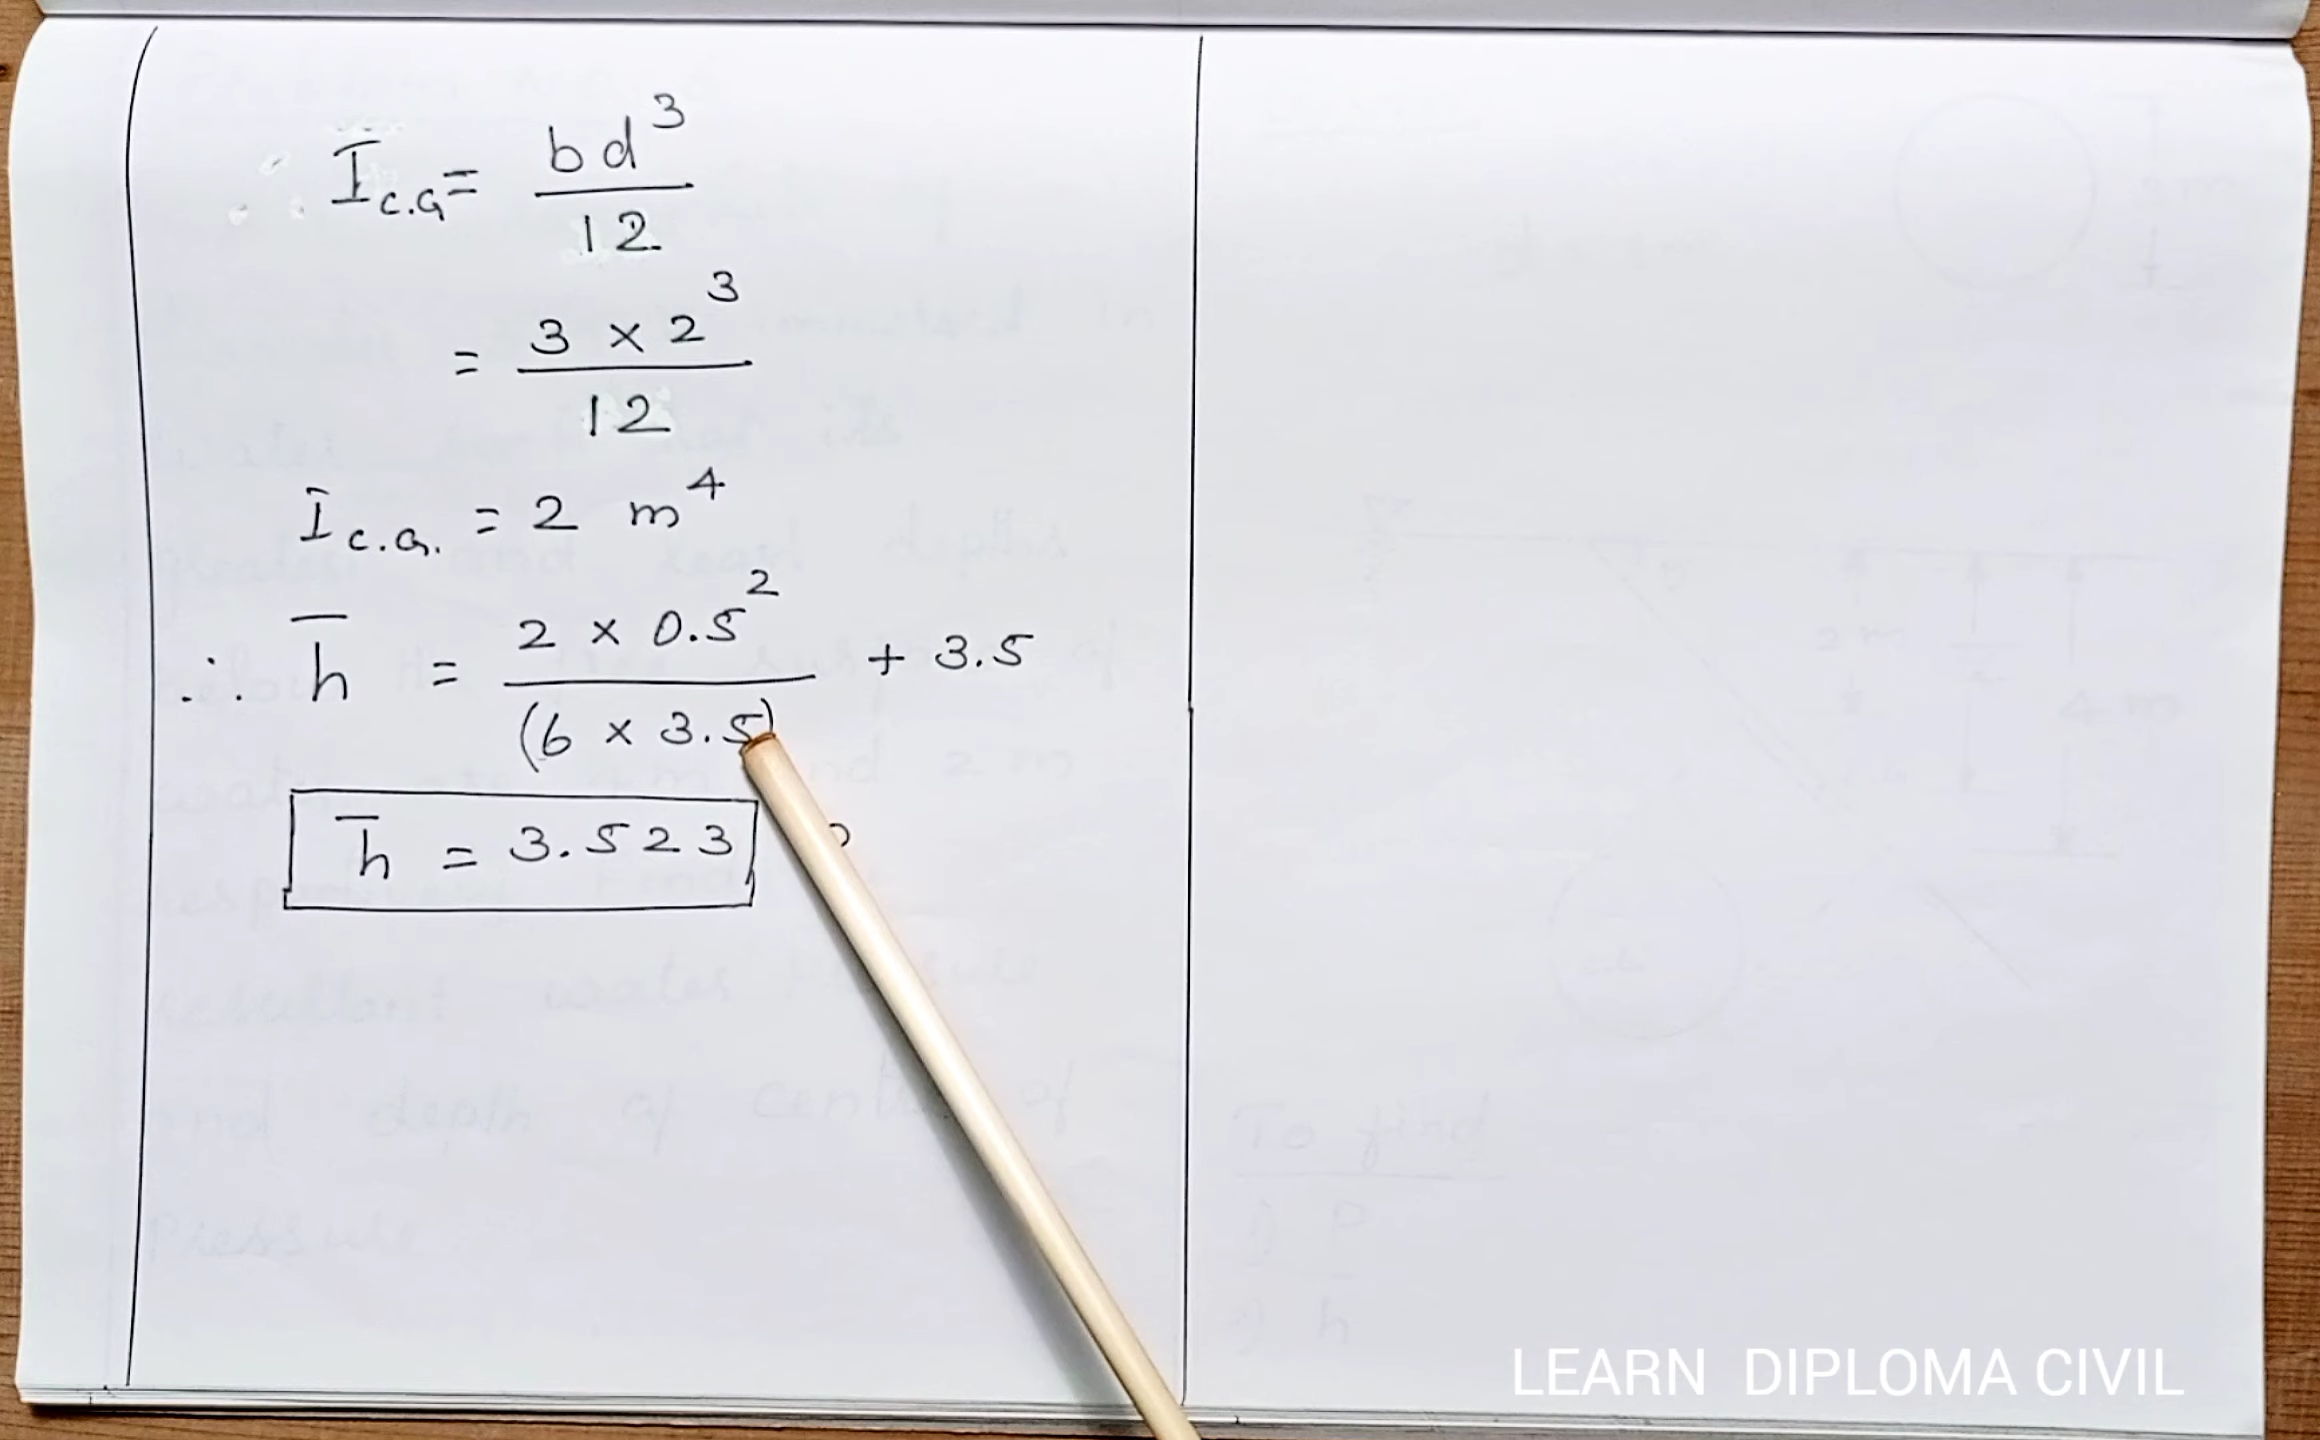 I c.G = bd³ / 12
= 3 × 2³ / 12
I c.G. = 2 m⁴
∴ h̅ = 2 × 0.5² / (6 × 3.5) + 3.5
h̅ = 3.523
LEARN DIPLOMA CIVIL